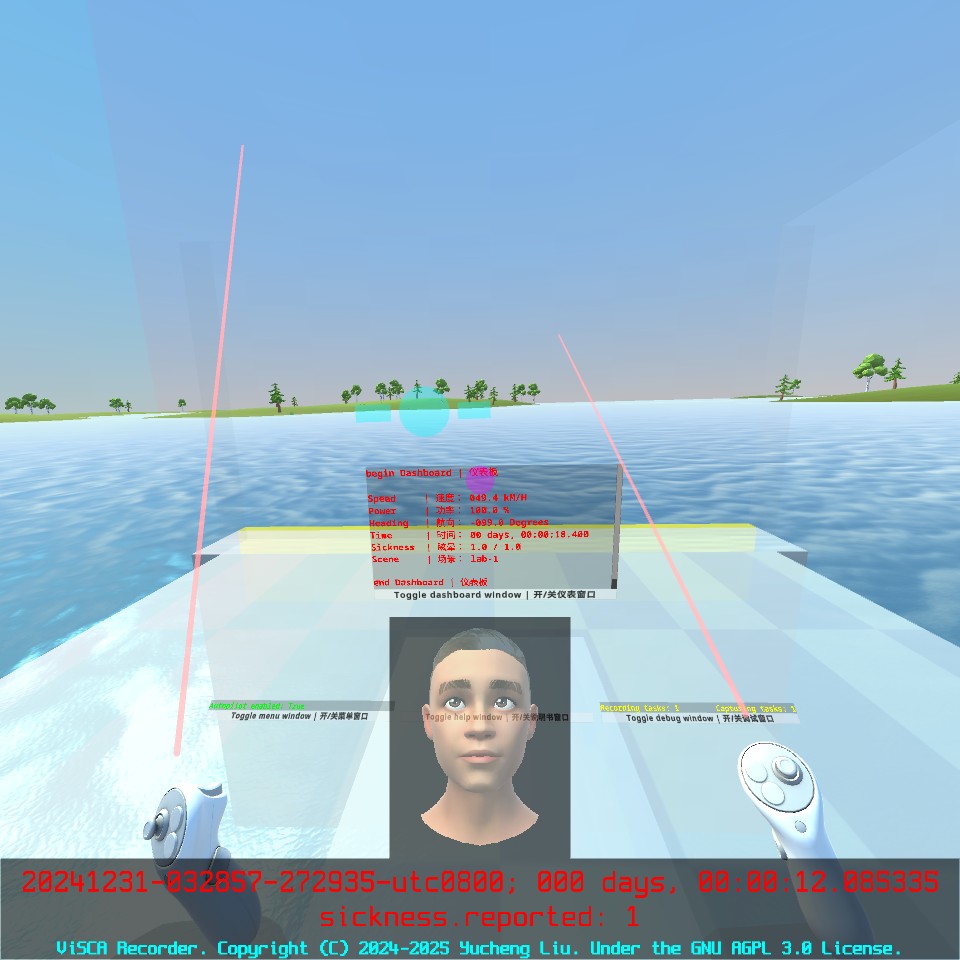 begin Dashboard | 仪表板
Speed | 速度: 049.4 kM/H
Power | 功率: 100.0 %
Heading | 航向: -099.0 Degrees
Time | 时间: 00 days, 00:00:18.400
Sickness | 眩晕: 1.0 / 1.0
Scene | 场景: lab-1
end Dashboard | 仪表板
Toggle dashboard window | 开/关仪表窗口
Autopilot enabled: True
Toggle menu window | 开/关菜单窗口
Toggle help window | 开/关帮书窗口
Recording tasks: 1 Capturing tasks: 1
Toggle debug window | 开/关调试窗口
20241231-032857-272935-utc0800; 000 days, 00:00:12.085335
sickness.reported: 1
ViSCA Recorder. Copyright (C) 2024-2025 Yucheng Liu. Under the GNU AGPL 3.0 License.